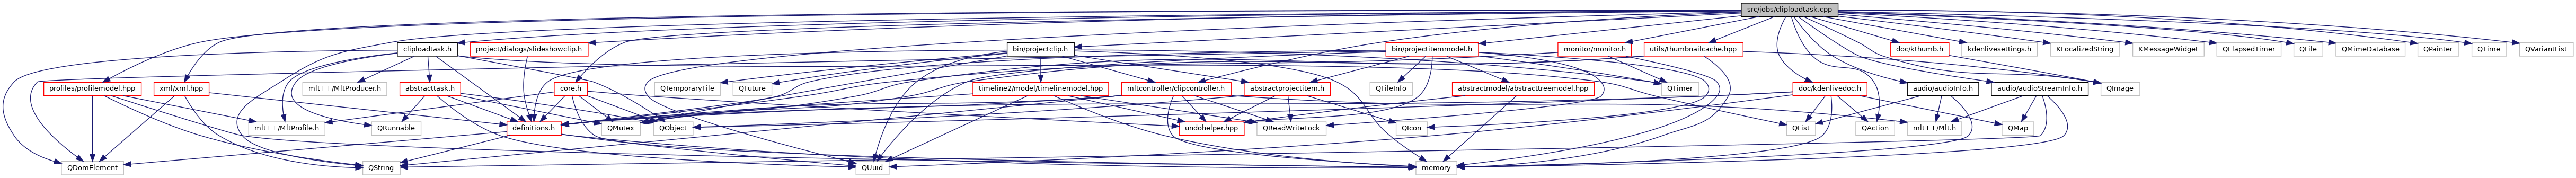 src/jobs/cliploadtask.cpp
cliploadtask.h
project/dialogs/slideshowclip.h
bin/projectclip.h
bin/projectitemmodel.h
monitor/monitor.h
utils/thumbnailcache.hpp
doc/kthumb.h
kdenlivesettings.h
KLocalizedString
KMessageWidget
QElapsedTimer
QFile
QMimeDatabase
QPainter
QTime
QVariantList
profiles/profilemodel.hpp
xml/xml.hpp
mlt++/MltProducer.h
abstracttask.h
core.h
QTemporaryFile
QFuture
timeline2/model/timelinemodel.hpp
mltcontroller/clipcontroller.h
abstractprojectitem.h
QFileInfo
abstractmodel/abstracttreemodel.hpp
QTimer
doc/kdenlivedoc.h
audio/audioInfo.h
audio/audioStreamInfo.h
QImage
mlt++/MltProfile.h
QRunnable
definitions.h
QMutex
QObject
undohelper.hpp
QReadWriteLock
QIcon
QList
QAction
mlt++/Mlt.h
QMap
QDomElement
QString
QUuid
memory